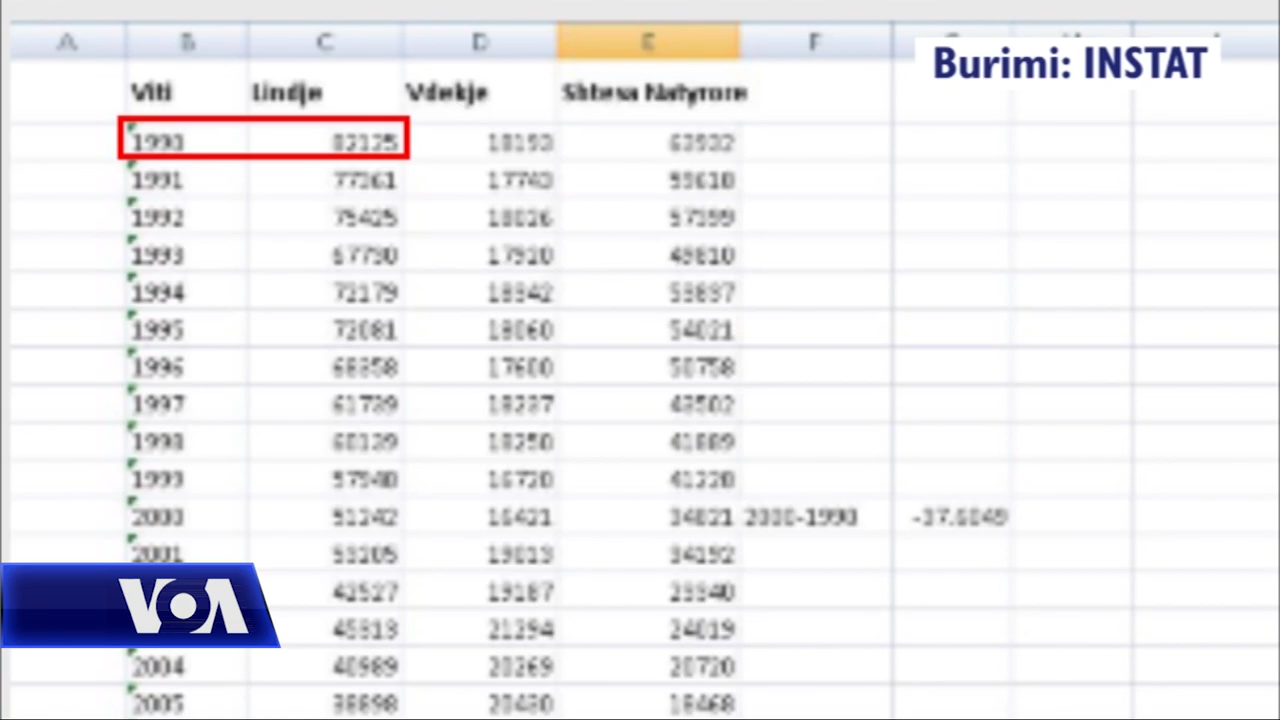 A B C D E F
Burimi: INSTAT
Viti Lindje Vdekje Shtesa Natyrore
1990 82125 18193 63932
1991 77361 17743 59618
1992 75425 18026 57399
1993 67730 17920 49810
1994 72179 18342 53837
1995 72081 18060 54021
1996 68358 17600 50758
1997 61739 18237 43502
1998 60139 18250 41889
1999 57948 16720 41228
2000 51242 16421 34821 2000-1990 -37.6049
2001 53205 19013 34192
42527 19187 23340
45313 21294 24019
2004 40989 20269 20720
2005 38898 20430 18468
VOA